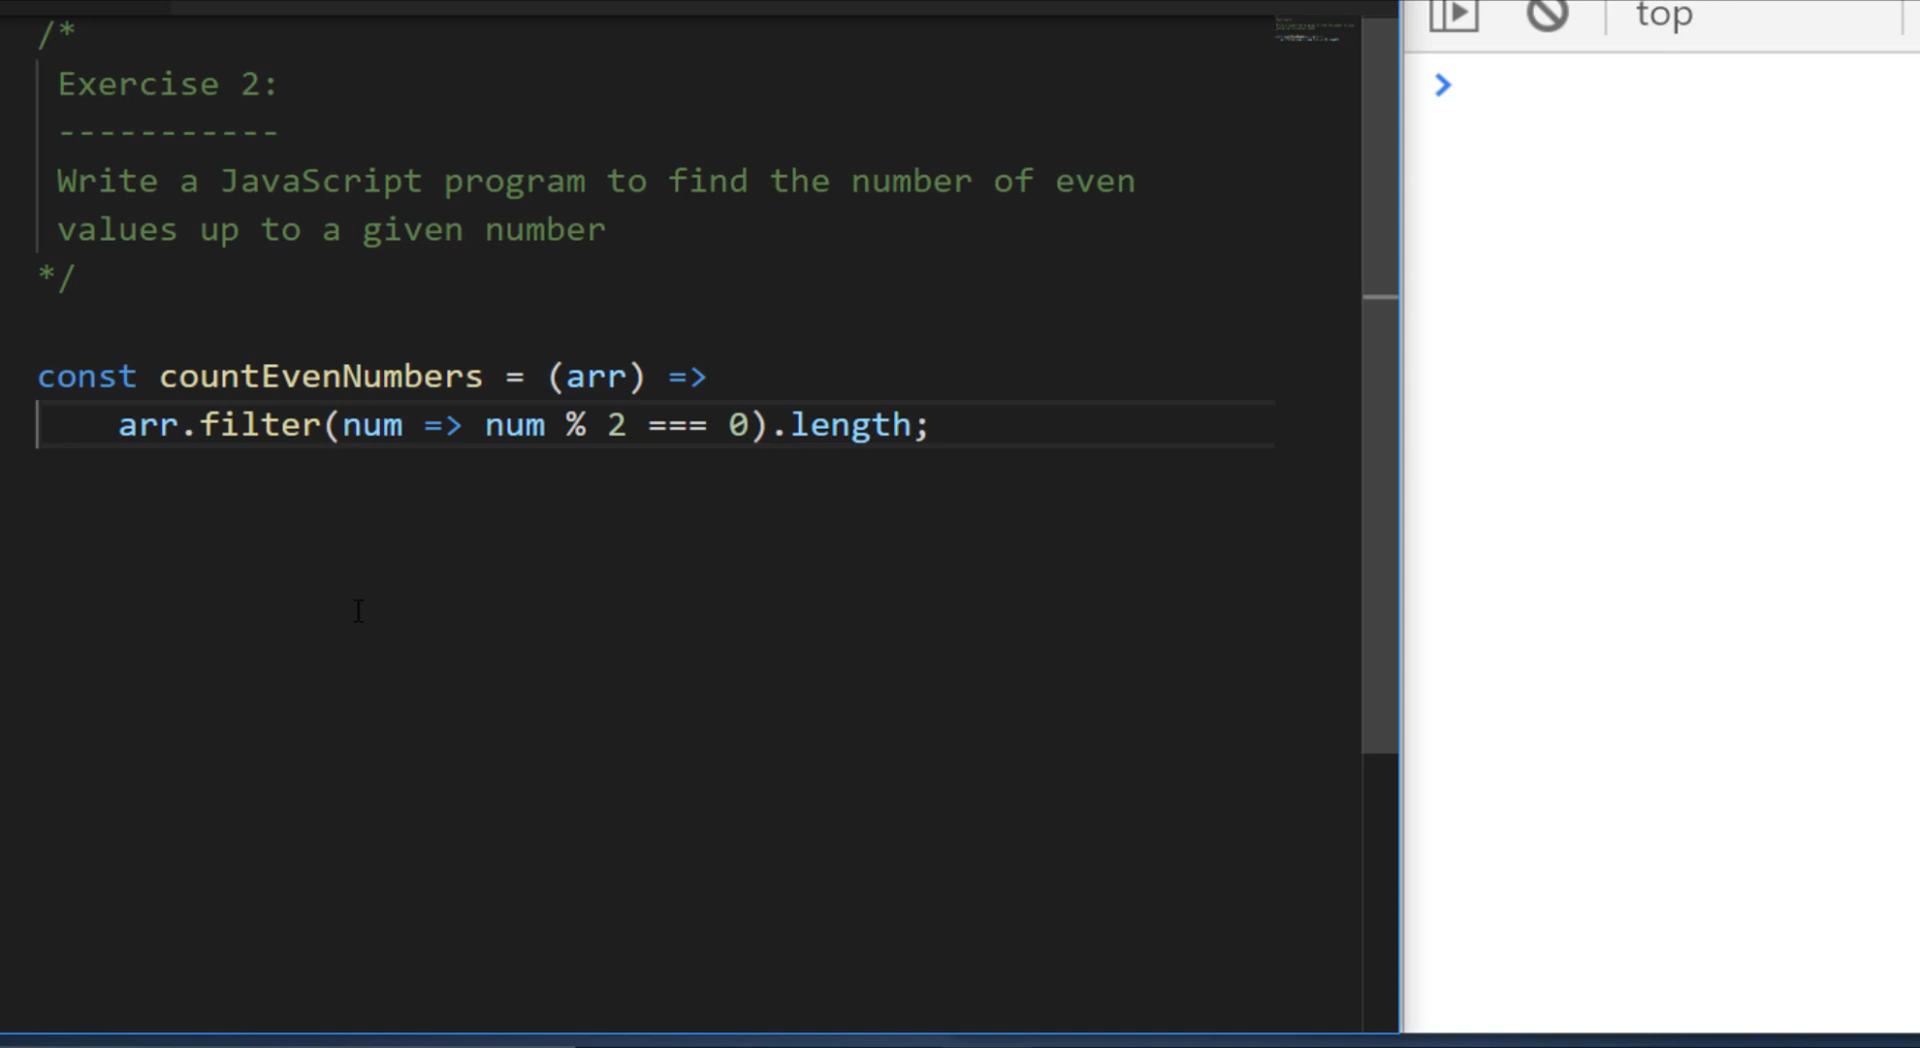 /*
Exercise 2:
-----------
Write a JavaScript program to find the number of even
values up to a given number
*/
const countEvenNumbers = (arr) =>
arr.filter(num => num % 2 === 0).length;
top
>